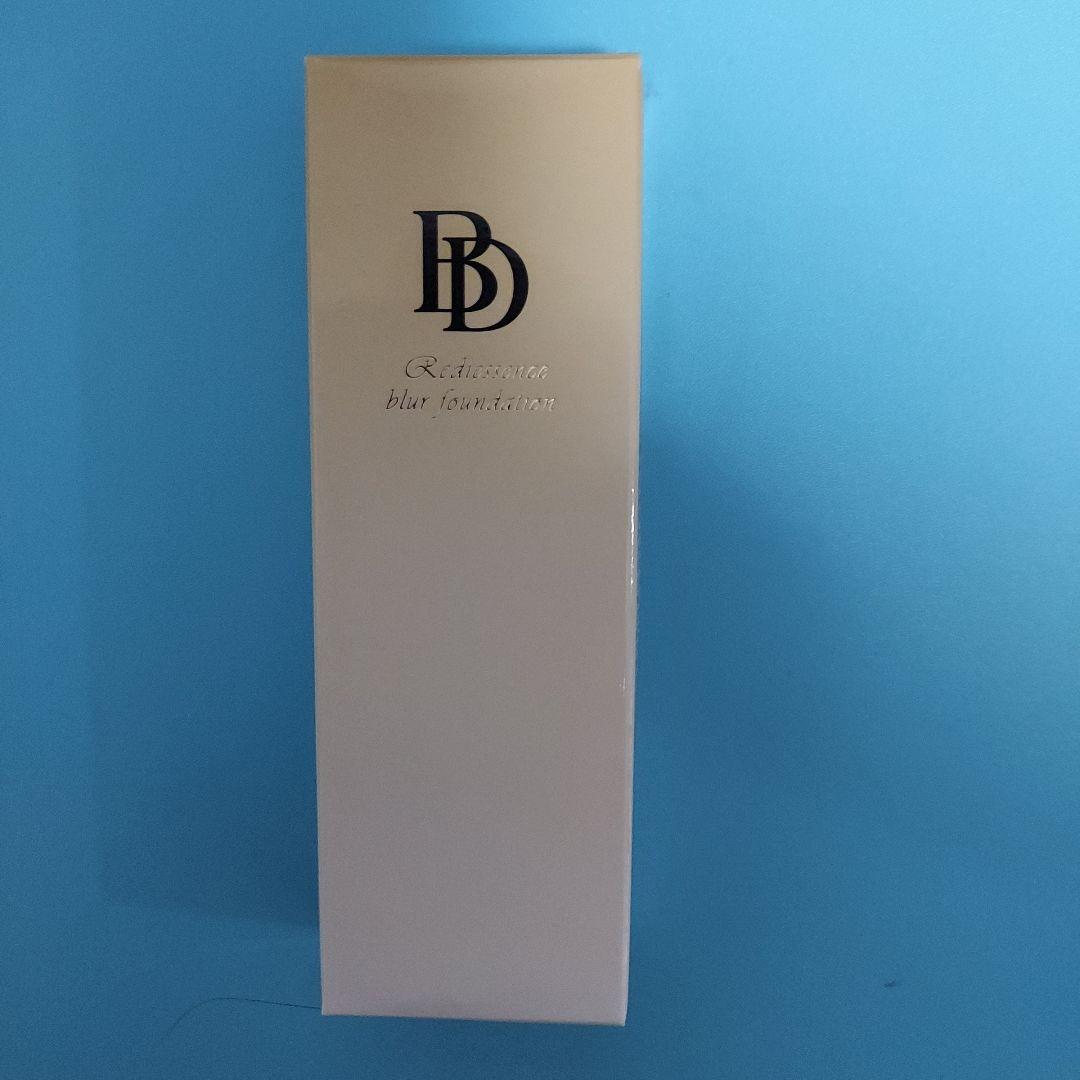 BD
Rediessence
blur foundation